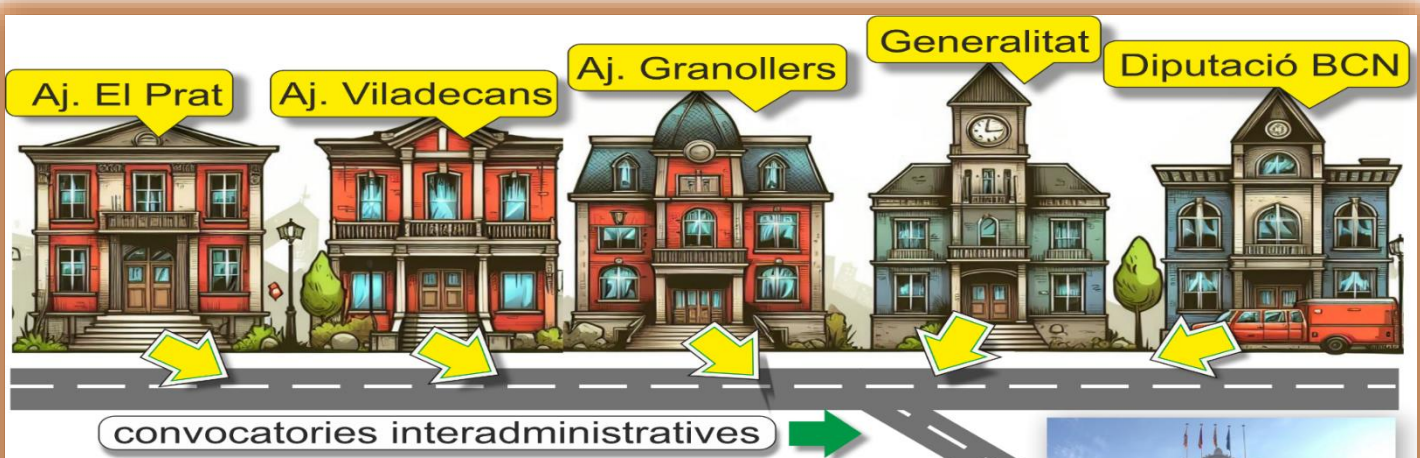 Aj. El Prat
Aj. Viladecans
Aj. Granollers
Generalitat
Diputació BCN
convocatories interadministratives